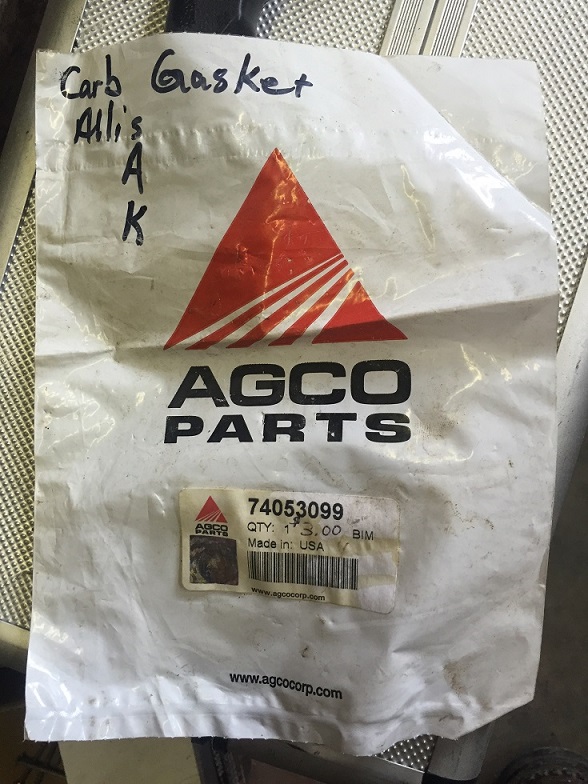 Carb Gasket
Allis
A
K
AGCO
PARTS
AGCO
PARTS
74053099
QTY: 1 $3.00 BIM
Made in: USA
www.agcocorp.com
www.agcocorp.com